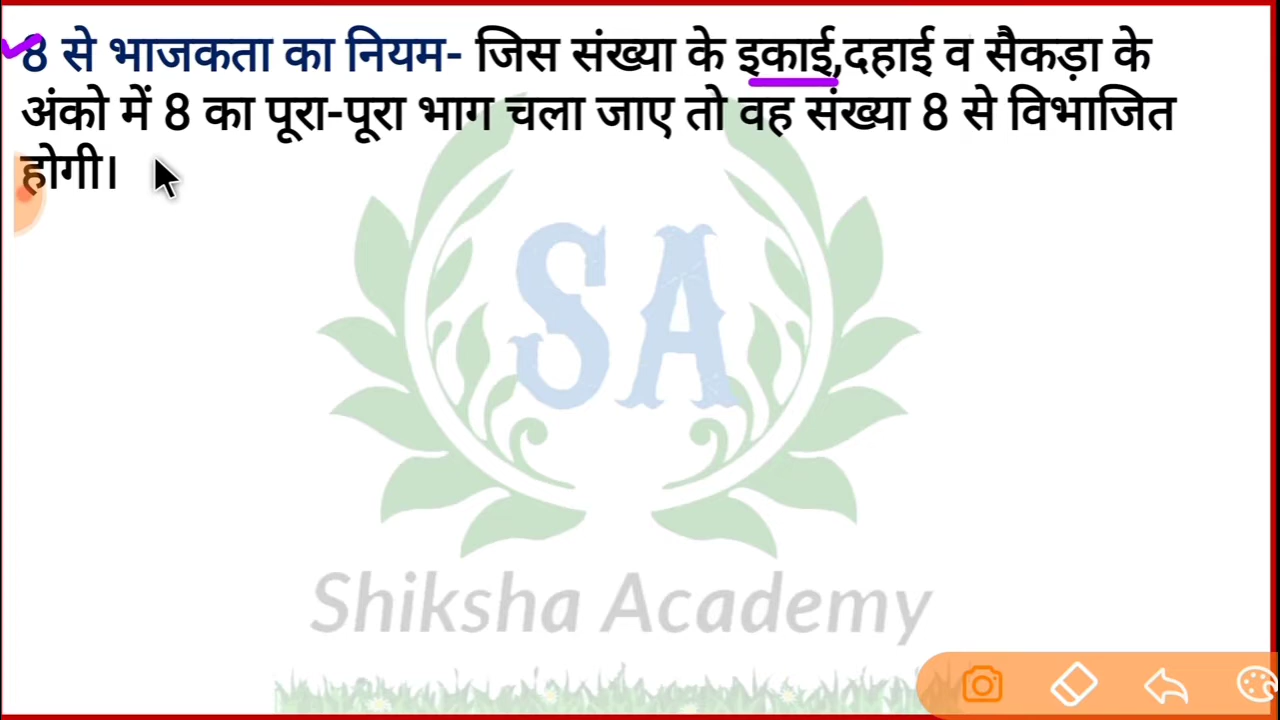 8 से भाजकता का नियम- जिस संख्या के इकाई,दहाई व सैकड़ा के
अंको में 8 का पूरा-पूरा भाग चला जाए तो वह संख्या 8 से विभाजित
होगी।
SA
Shiksha Academy